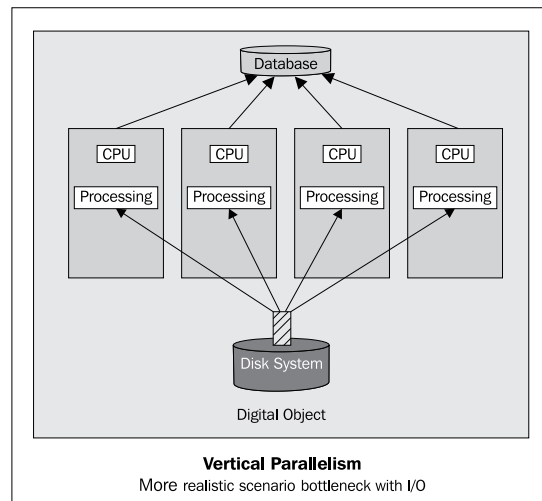 Database
CPU CPU CPU CPU
Processing Processing Processing Processing
Disk System
Digital Object
Vertical Parallelism
More realistic scenario bottleneck with I/O